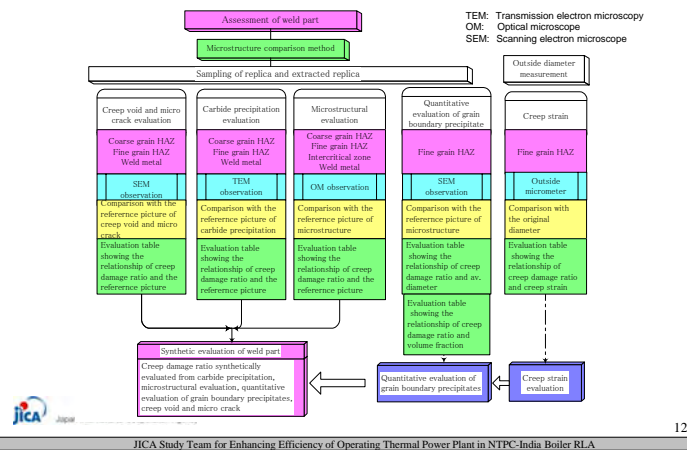 Assessment of weld part
TEM: Transmission electron microscopy
OM: Optical microscope
SEM: Scanning electron microscope
Microstructure comparison method
Sampling of replica and extracted replica
Outside diameter
measurement
Creep void and micro
crack evaluation
Carbide precipitation
evaluation
Microstructural
evaluation
Quantitative
evaluation of grain
boundary precipitate
Creep strain
Coarse grain HAZ
Fine grain HAZ
Weld metal
Coarse grain HAZ
Fine grain HAZ
Weld metal
Coarse grain HAZ
Fine grain HAZ
Intercritical zone
Weld metal
Fine grain HAZ
Fine grain HAZ
SEM
observation
TEM
observation
OM observation
SEM
observation
Outside
micrometer
Comparison with the
referernce picture of
creep void and micro
crack
Comparison with the
referernce picture of
carbide precipitation
Comparison with the
referernce picture of
microstructure
Comparison with the
referernce picture of
microstructure
Comparison with
the original
diameter
Evaluation table
showing the
relationship of creep
damage ratio and the
referernce picture
Evaluation table
showing the
relationship of creep
damage ratio and the
referernce picture
Evaluation table
showing the
relationship of creep
damage ratio and the
referernce picture
Evaluation table
showing the
relationship of creep
damage ratio and av.
diameter
Evaluation table
showing the
relationship of
creep damage ratio
and creep strain
Evaluation table
showing the
relationship of creep
damage ratio and
volume fraction
Synthetic evaluation of weld part
Creep damage ratio synthetically
evaluated from carbide precipitation,
microstructural evaluation, quantitative
evaluation of grain boundary precipitates,
creep void and micro crack
Quantitative evaluation of
grain boundary precipitates
Creep strain
evaluation
jICA
12
JICA Study Team for Enhancing Efficiency of Operating Thermal Power Plant in NTPC-India Boiler RLA